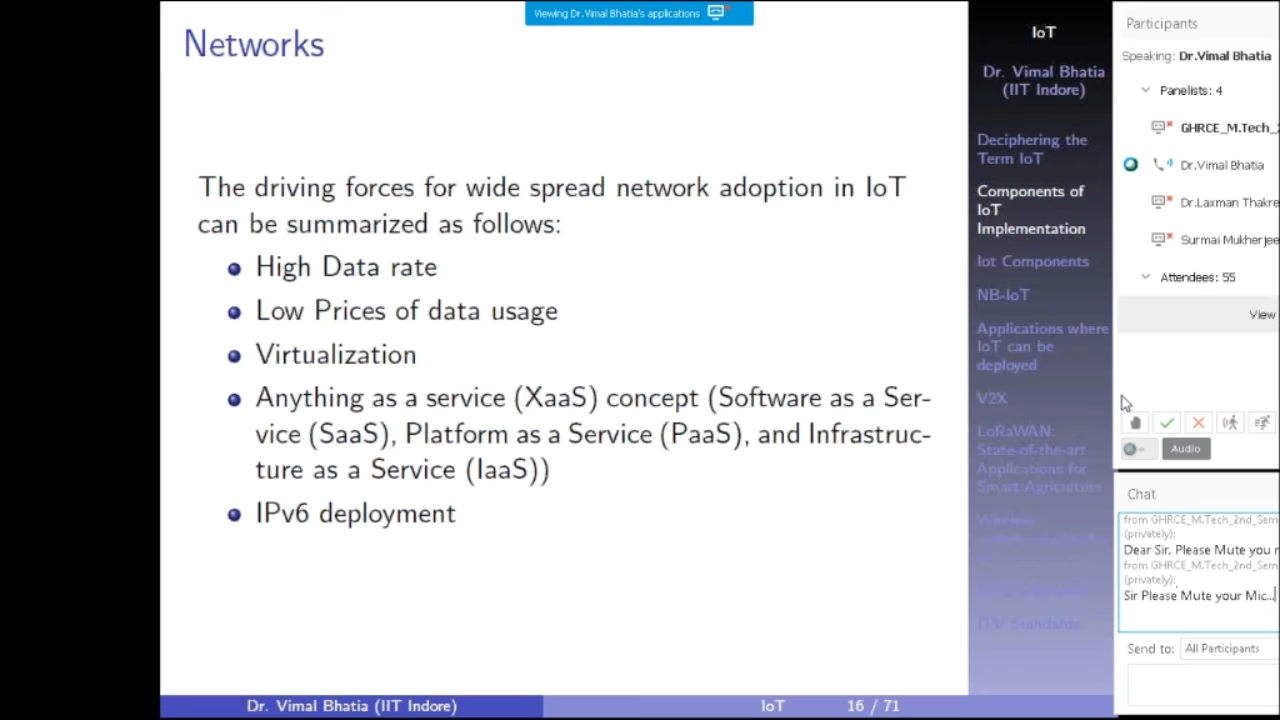 Viewing Dr.Vimal Bhatia's applications
Networks
The driving forces for wide spread network adoption in IoT
can be summarized as follows:
High Data rate
Low Prices of data usage
Virtualization
Anything as a service (XaaS) concept (Software as a Ser-
vice (SaaS), Platform as a Service (PaaS), and Infrastruc-
ture as a Service (IaaS))
IPv6 deployment
Dr. Vimal Bhatia (IIT Indore)
IoT
16 / 71
IoT
Dr. Vimal Bhatia
(IIT Indore)
Deciphering the
Term IoT
Components of
IoT
Implementation
Iot Components
NB-IoT
Applications where
IoT can be
deployed
V2X
LoRaWAN:
State-of-the-art
Applications for
Smart Agriculture
Wireless
ITU Standards
Participants
Speaking: Dr.Vimal Bhatia
Panelists: 4
GHRCE_M.Tech_2
Dr.Vimal Bhatia
Dr.Laxman Thakre
Surmai Mukherjee
Attendees: 55
View
Audio
Chat
from GHRCE_M.Tech_2nd_Sem
(privately):
Dear Sir, Please Mute you
from GHRCE_M.Tech_2nd_Sem
(privately):
Sir Please Mute your Mic...
Send to: All Participants